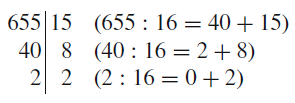 655 15 (655 : 16 = 40 + 15)
40 8 (40 : 16 = 2 + 8)
2 2 (2 : 16 = 0 + 2)